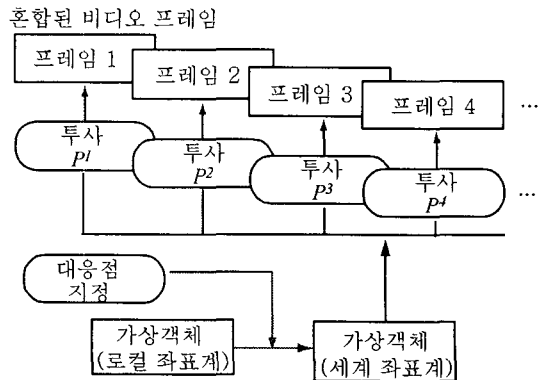 혼합된 비디오 프레임
프레임 1
프레임 2
프레임 3
프레임 4
...
투사
P¹
투사
P²
투사
P³
투사
P⁴
...
대응점
지정
가상객체
(로컬 좌표계)
가상객체
(세계 좌표계)